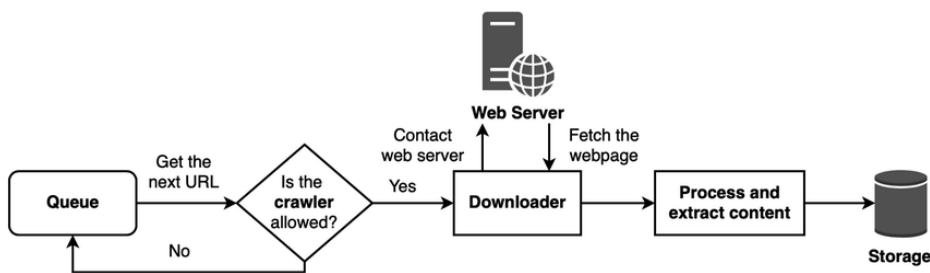 Web Server
Contact
web server
Fetch the
webpage
Get the
next URL
Queue
Is the
crawler
allowed?
Yes
Downloader
Process and
extract content
No
Storage